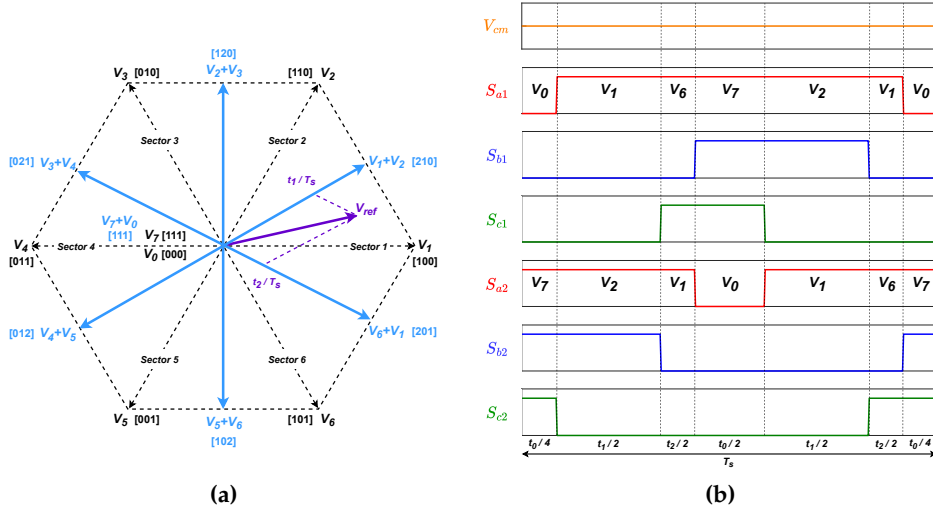 [120]
V2+V3
V3 [010]
[110] V2
Sector 3
Sector 2
[021] V3+V4
V1+V2 [210]
t1/Ts
Vref
V7+V0
[111]
V7 [111]
V4
Sector 4
Sector 1
V1
V0 [000]
[011]
[100]
t2/Ts
[012] V4+V5
V6+V1 [201]
Sector 5
Sector 6
V5 [001]
V5+V6
[101] V6
[102]
(a)
Vcm
Sa1
V0 V1 V6 V7 V2 V1 V0
Sb1
Sc1
Sa2
V7 V2 V1 V0 V1 V6 V7
Sb2
Sc2
t0/4 t1/2 t2/2 t0/2 t1/2 t2/2 t0/4
Ts
(b)